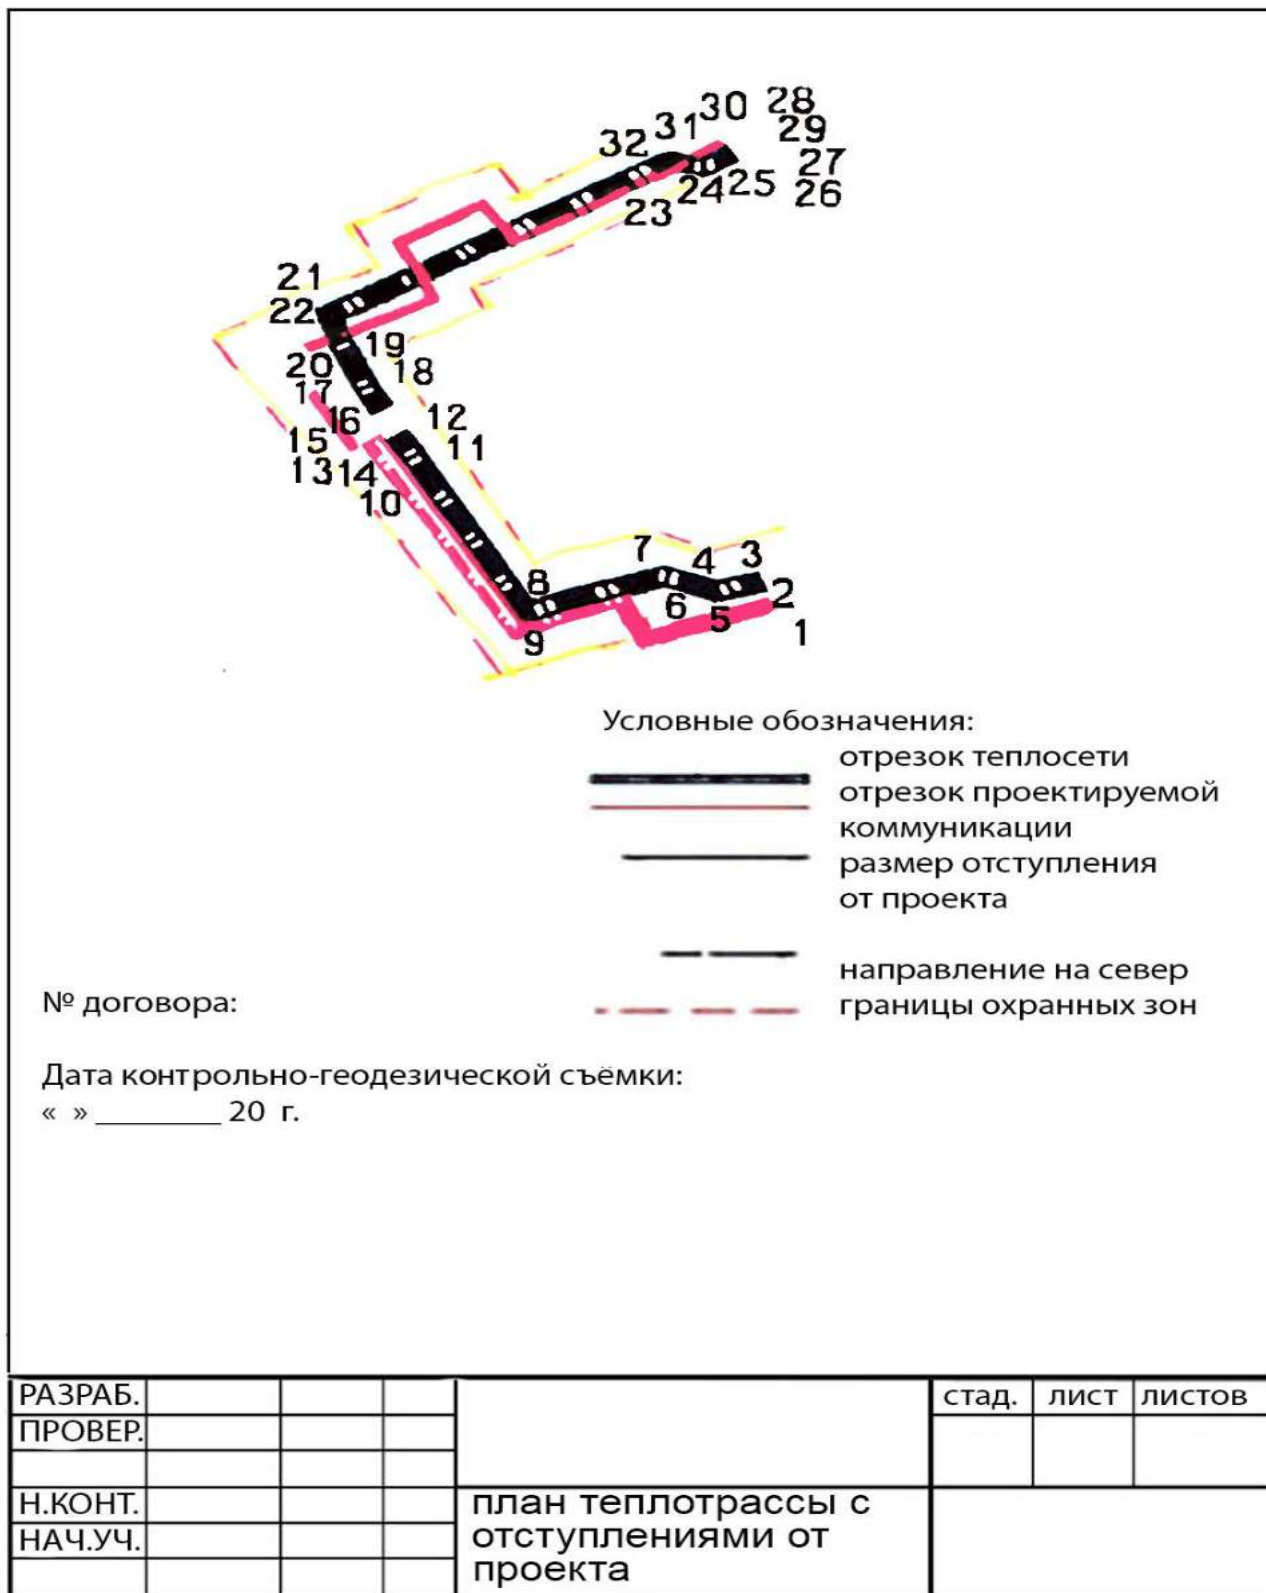 30 28
31 29
32 27
24 25 26
23
21
22
19
20 18
17
16 12
15 11
13 14
10
7 4 3
8 6 2
5 1
9
Условные обозначения:
отрезок теплосети
отрезок проектируемой
коммуникации
размер отступления
от проекта
направление на север
границы охранных зон
№ договора:
Дата контрольно-геодезической съёмки:
« » ________ 20 г.
РАЗРАБ.
ПРОВЕР.
Н.КОНТ.
НАЧ.УЧ.
план теплотрассы с
отступлениями от
проекта
стад. лист листов